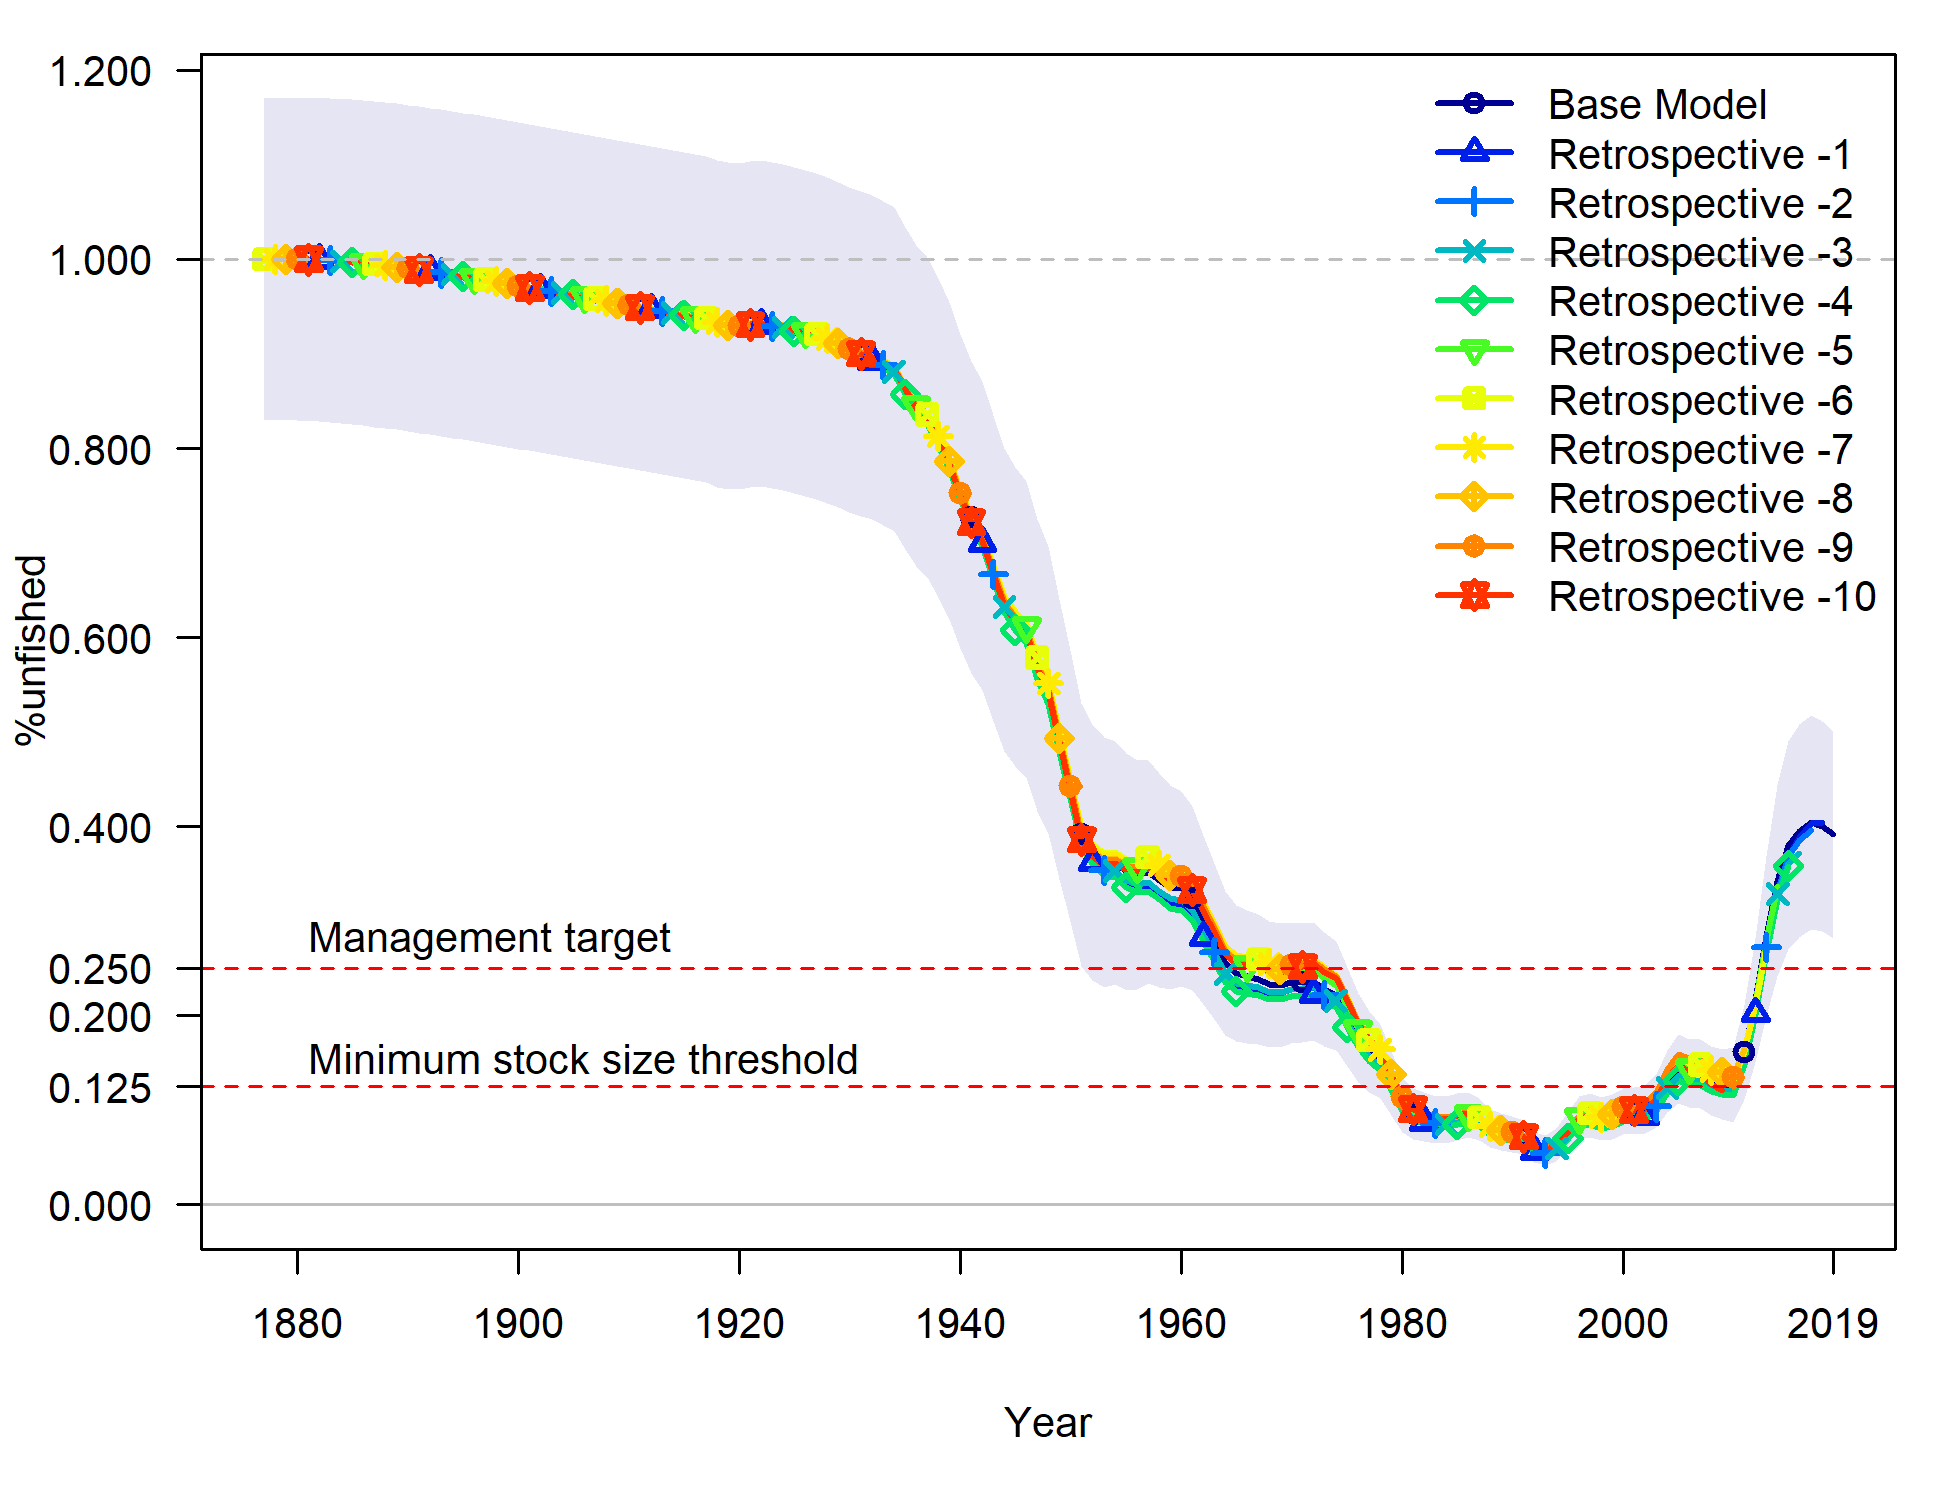 1.200
1.000
0.800
0.600
0.400
0.250
0.200
0.125
0.000
%unfished
Base Model
Retrospective -1
Retrospective -2
Retrospective -3
Retrospective -4
Retrospective -5
Retrospective -6
Retrospective -7
Retrospective -8
Retrospective -9
Retrospective -10
Management target
Minimum stock size threshold
1880 1900 1920 1940 1960 1980 2000 2019
Year